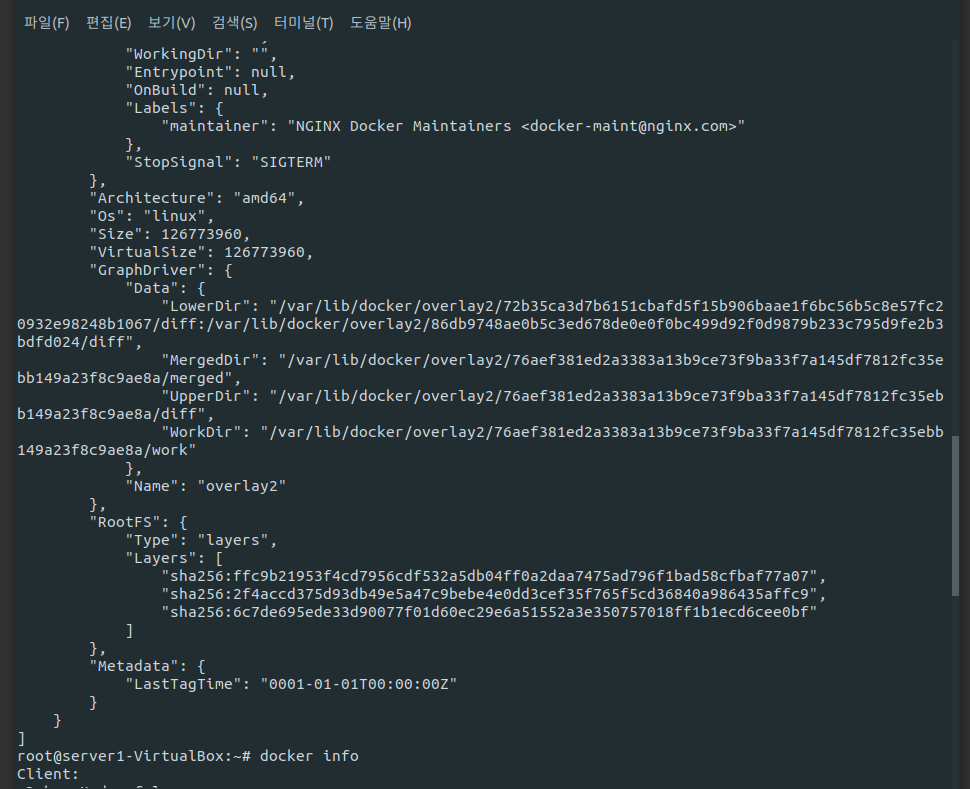 파일(F) 편집(E) 보기(V) 검색(S) 터미널(T) 도움말(H)
"WorkingDir": "",
"Entrypoint": null,
"OnBuild": null,
"Labels": {
"maintainer": "NGINX Docker Maintainers <docker-maint@nginx.com>"
},
"StopSignal": "SIGTERM"
},
"Architecture": "amd64",
"Os": "linux",
"Size": 126773960,
"VirtualSize": 126773960,
"GraphDriver": {
"Data": {
"LowerDir": "/var/lib/docker/overlay2/72b35ca3d7b6151cbafd5f15b906baae1f6bc56b5c8e57fc2
0932e98248b1067/diff:/var/lib/docker/overlay2/86db9748ae0b5c3ed678de0e0f0bc499d92f0d9879b233c795d9fe2b3
bdfd024/diff",
"MergedDir": "/var/lib/docker/overlay2/76aef381ed2a3383a13b9ce73f9ba33f7a145df7812fc35e
bb149a23f8c9ae8a/merged",
"UpperDir": "/var/lib/docker/overlay2/76aef381ed2a3383a13b9ce73f9ba33f7a145df7812fc35eb
b149a23f8c9ae8a/diff",
"WorkDir": "/var/lib/docker/overlay2/76aef381ed2a3383a13b9ce73f9ba33f7a145df7812fc35ebb
149a23f8c9ae8a/work"
},
"Name": "overlay2"
},
"RootFS": {
"Type": "layers",
"Layers": [
"sha256:ffc9b21953f4cd7956cdf532a5db04ff0a2daa7475ad796f1bad58cfbaf77a07",
"sha256:2f4accd375d93db49e5a47c9bebe4e0dd3cef35f765f5cd36840a986435affc9",
"sha256:6c7de695ede33d90077f01d60ec29e6a51552a3e350757018ff1b1ecd6cee0bf"
]
},
"Metadata": {
"LastTagTime": "0001-01-01T00:00:00Z"
}
}
]
root@server1-VirtualBox:~# docker info
Client: